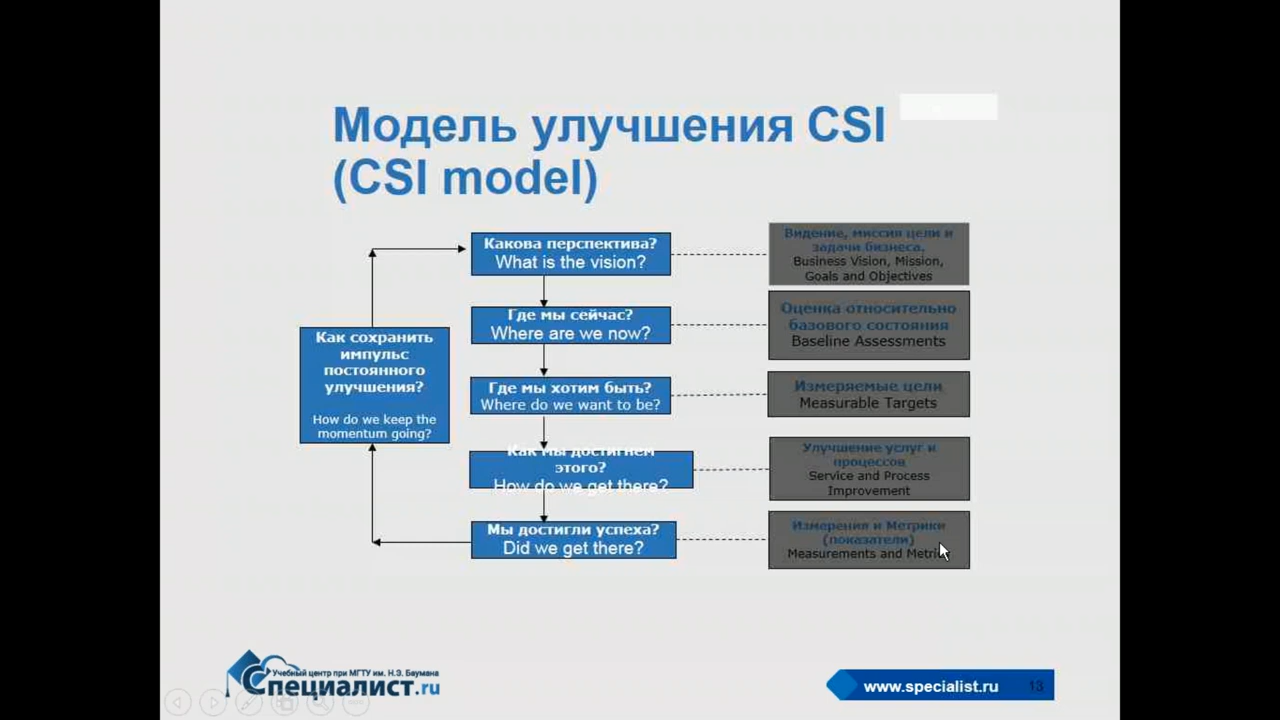 Модель улучшения CSI
(CSI model)
Какова перспектива?
What is the vision?
Видение, миссия цели и
задачи бизнеса.
Business Vision, Mission,
Goals and Objectives
Где мы сейчас?
Where are we now?
Оценка относительно
базового состояния
Baseline Assessments
Как сохранить
импульс
постоянного
улучшения?
How do we keep the
momentum going?
Где мы хотим быть?
Where do we want to be?
Измеряемые цели
Measurable Targets
Как мы достигнем
этого?
How do we get there?
Улучшение услуг и
процессов
Service and Process
Improvement
Мы достигли успеха?
Did we get there?
Измерения и Метрики
(показатели)
Measurements and Metri
Учебный центр при МГТУ им. Н.Э. Баумана
Специалист.ru
www.specialist.ru
13